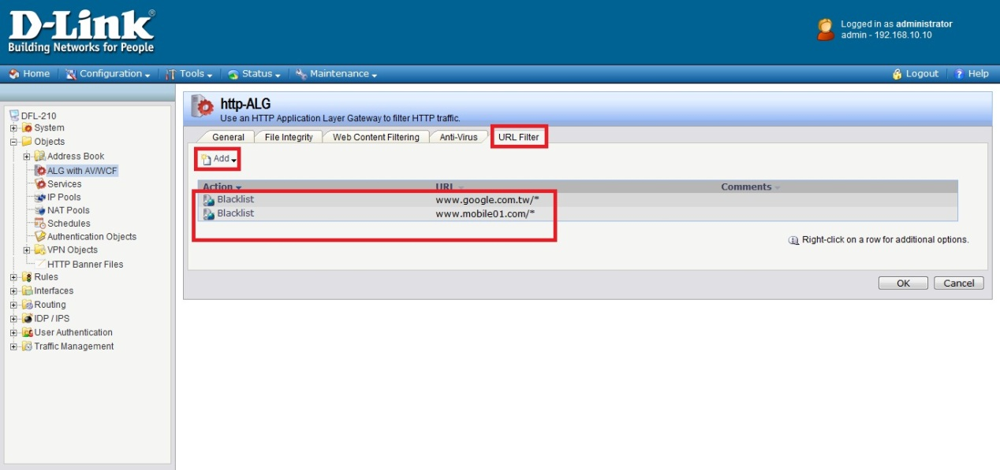 D-Link®
Building Networks for People
Logged in as administrator
admin - 192.168.10.10
Home Configuration Tools Status Maintenance Logout Help
DFL-210
System
Objects
Address Book
ALG with AV/WCF
Services
IP Pools
NAT Pools
Schedules
Authentication Objects
VPN Objects
HTTP Banner Files
Rules
Interfaces
Routing
IDP / IPS
User Authentication
Traffic Management
http-ALG
Use an HTTP Application Layer Gateway to filter HTTP traffic.
General File Integrity Web Content Filtering Anti-Virus URL Filter
Add
Action URL Comments
Blacklist www.google.com.tw/*
Blacklist www.mobile01.com/*
Right-click on a row for additional options.
OK Cancel